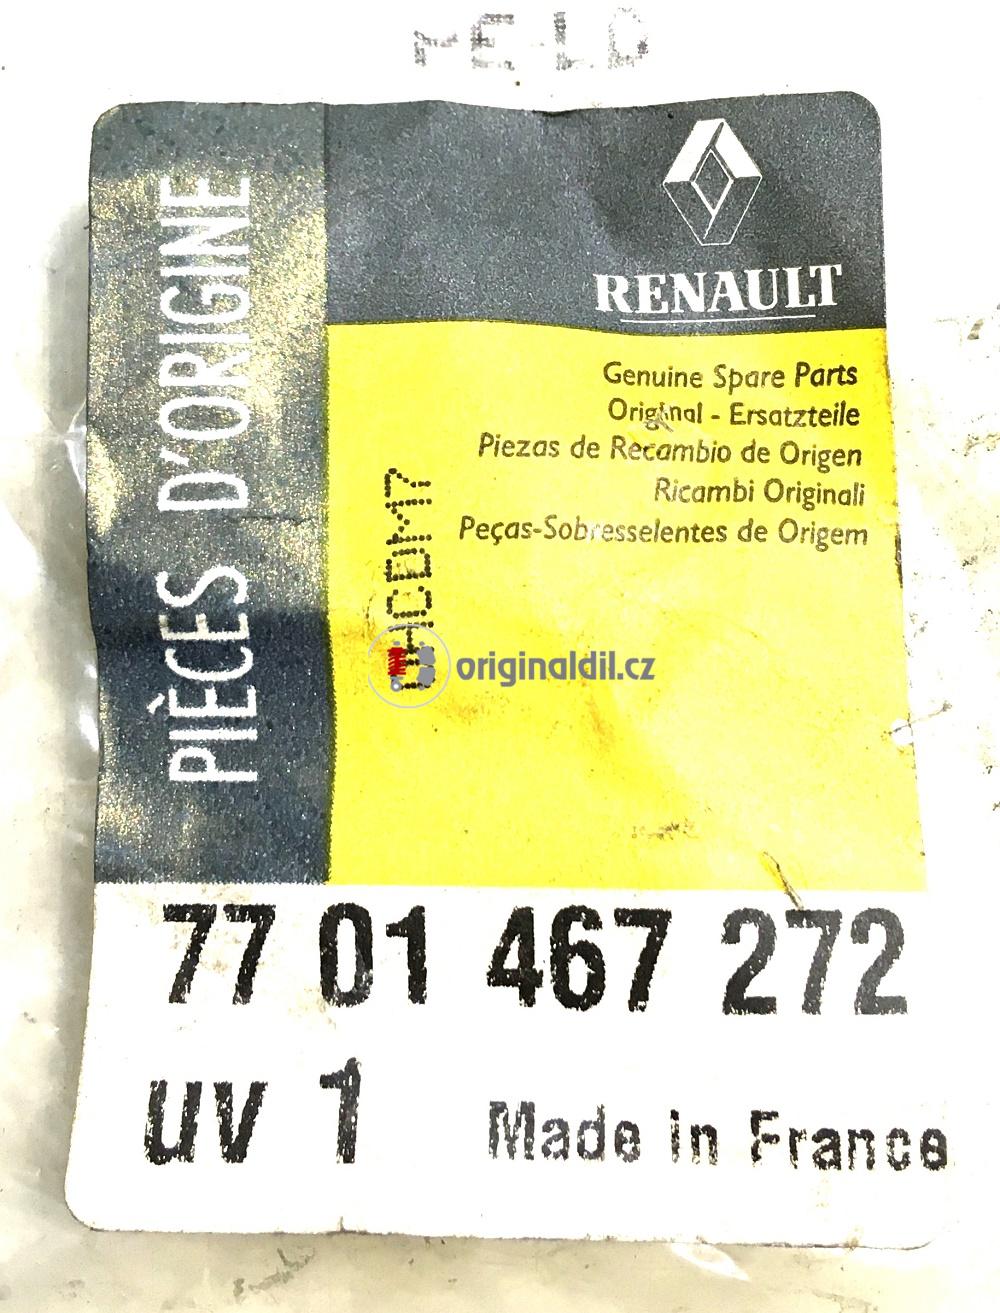 RENAULT
PIÈCES D'ORIGINE
Genuine Spare Parts
Original - Ersatzteile
Piezas de Recambio de Origen
Ricambi Originali
Peças-Sobresselentes de Origem
originaldil.cz
77 01 467 272
uv 1 Made in France